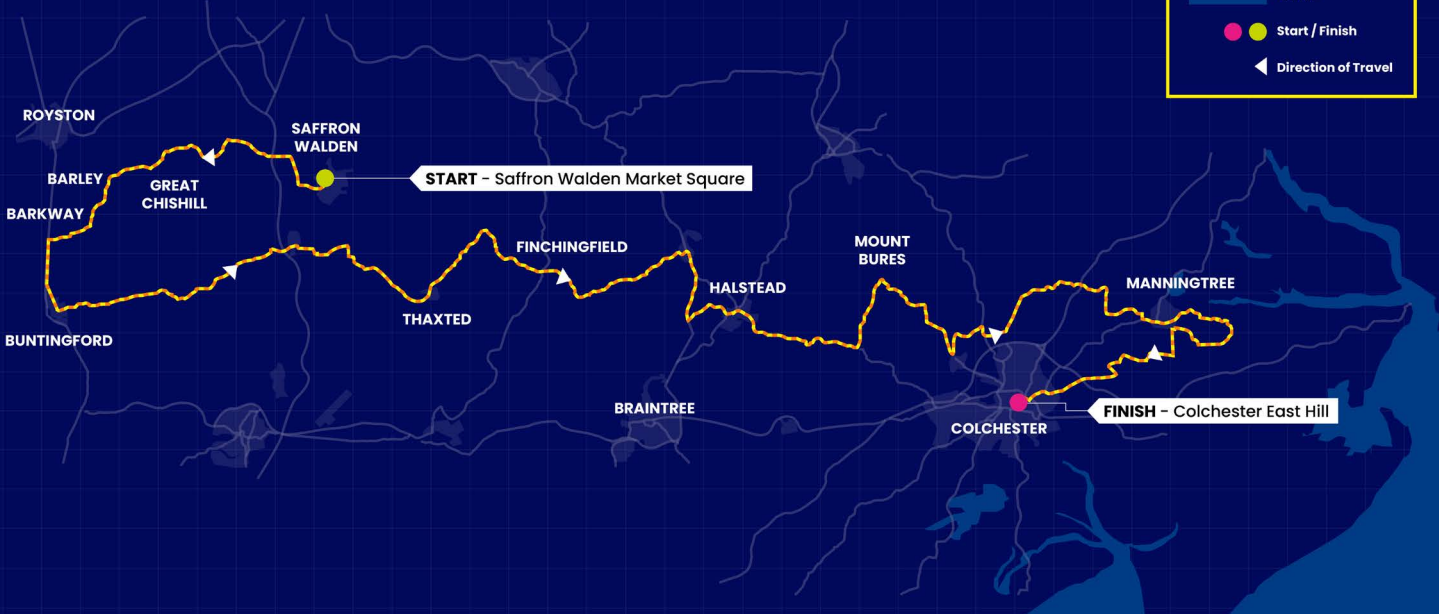 Start / Finish
Direction of Travel
ROYSTON
SAFFRON
WALDEN
BARLEY
GREAT
CHISHILL
START - Saffron Walden Market Square
BARKWAY
FINCHINGFIELD
MOUNT
BURES
HALSTEAD
MANNINGTREE
THAXTED
BUNTINGFORD
BRAINTREE
FINISH - Colchester East Hill
COLCHESTER